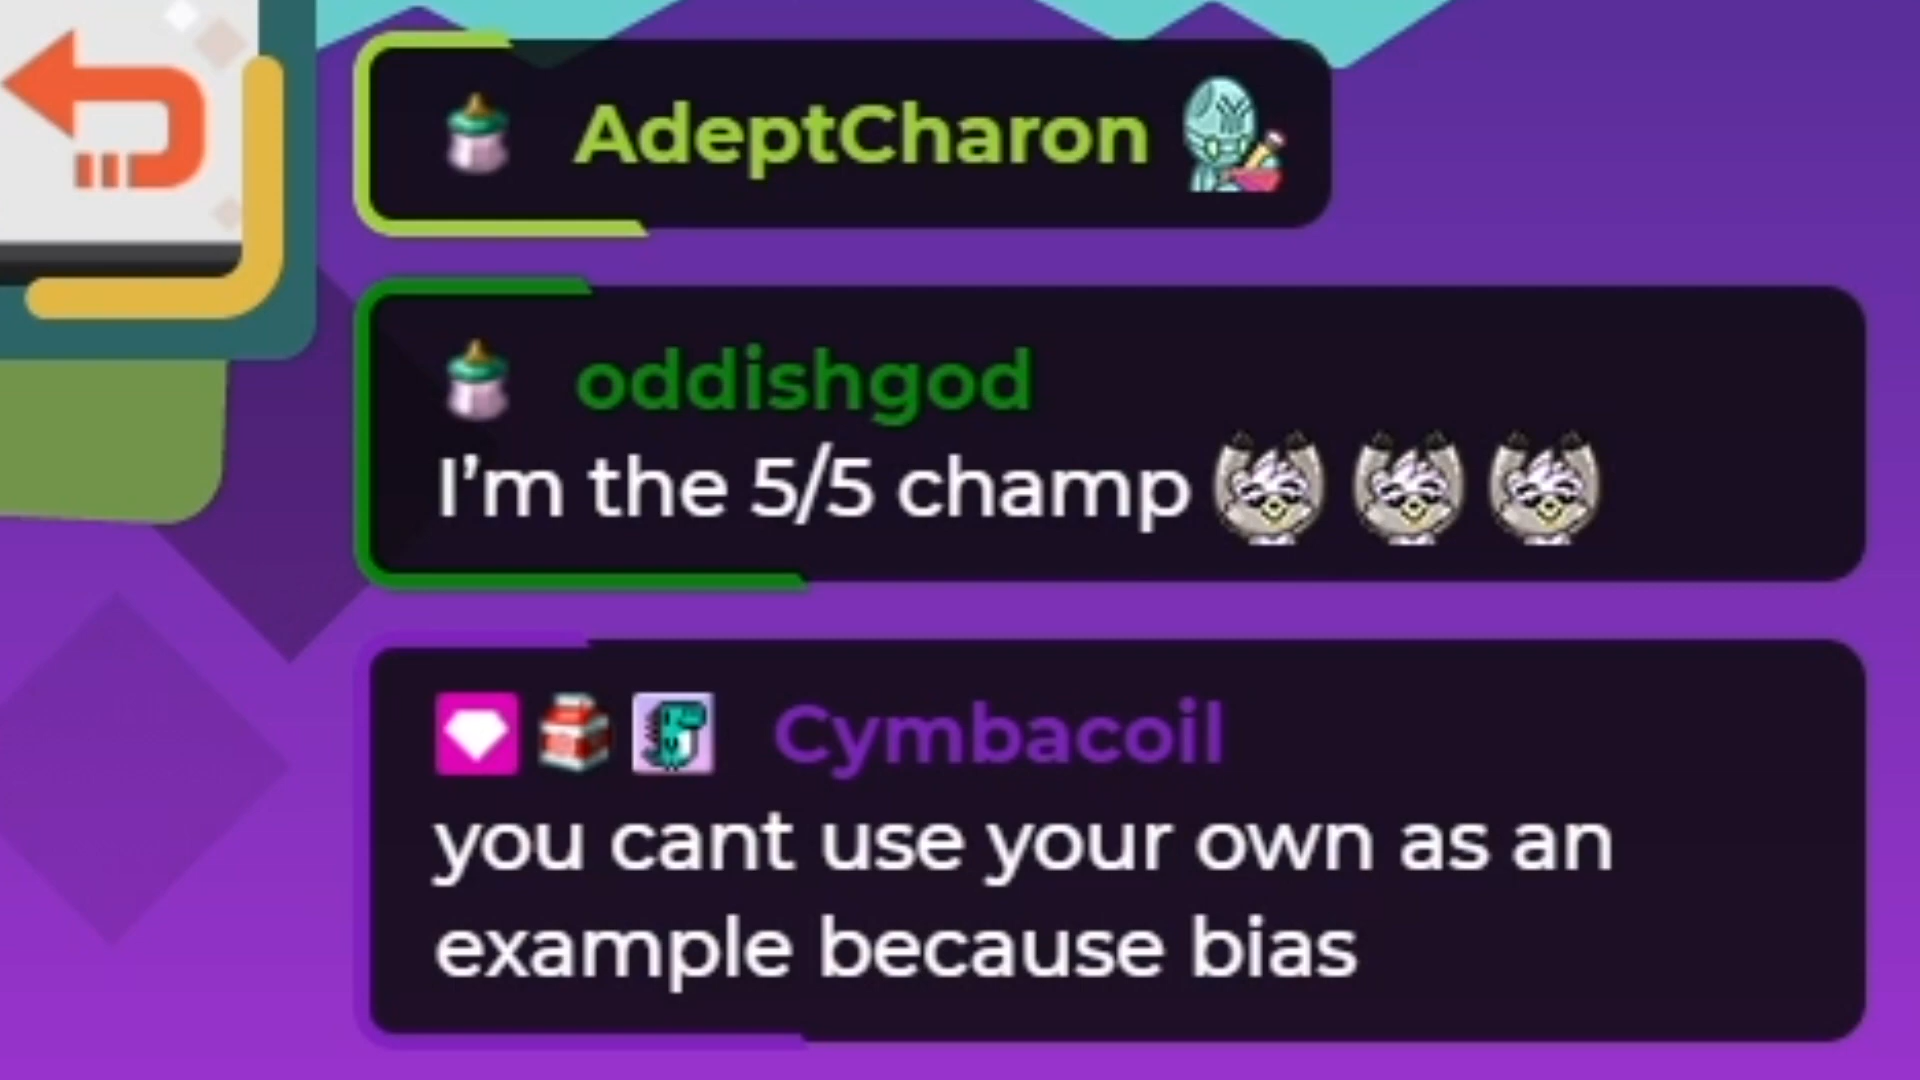 AdeptCharon
oddishgod
I’m the 5/5 champ
Cymbacoil
you cant use your own as an
example because bias